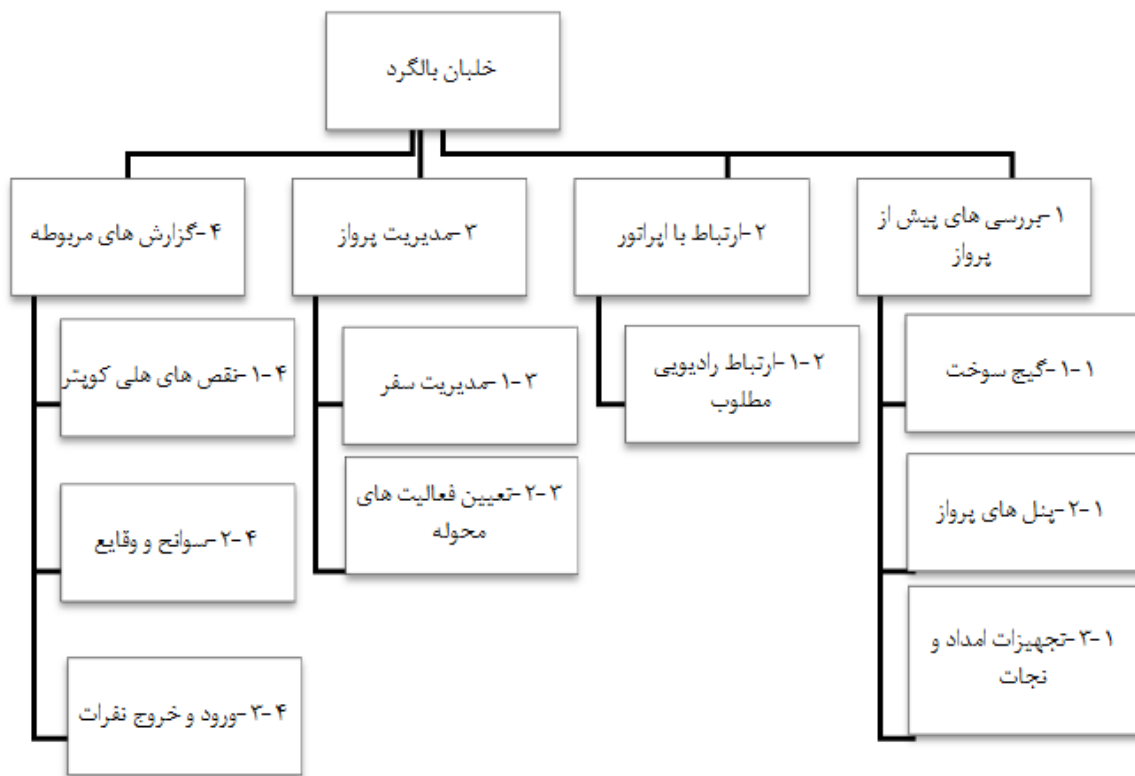 خلبان بالگرد
۱-بررسی های پیش از
پرواز
۲-ارتباط با اپراتور
۳-مدیریت پرواز
۴-گزارش های مربوطه
۱-۱-گیج سوخت
۱-۲-پنل های پرواز
۱-۳-تجهیزات امداد و
نجات
۲-۱-ارتباط رادیویی
مطلوب
۳-۱-مدیریت سفر
۳-۲-تعیین فعالیت های
محوله
۴-۱-نقص های هلی کوپتر
۴-۲-سوانح و وقایع
۴-۳-ورود و خروج نفرات